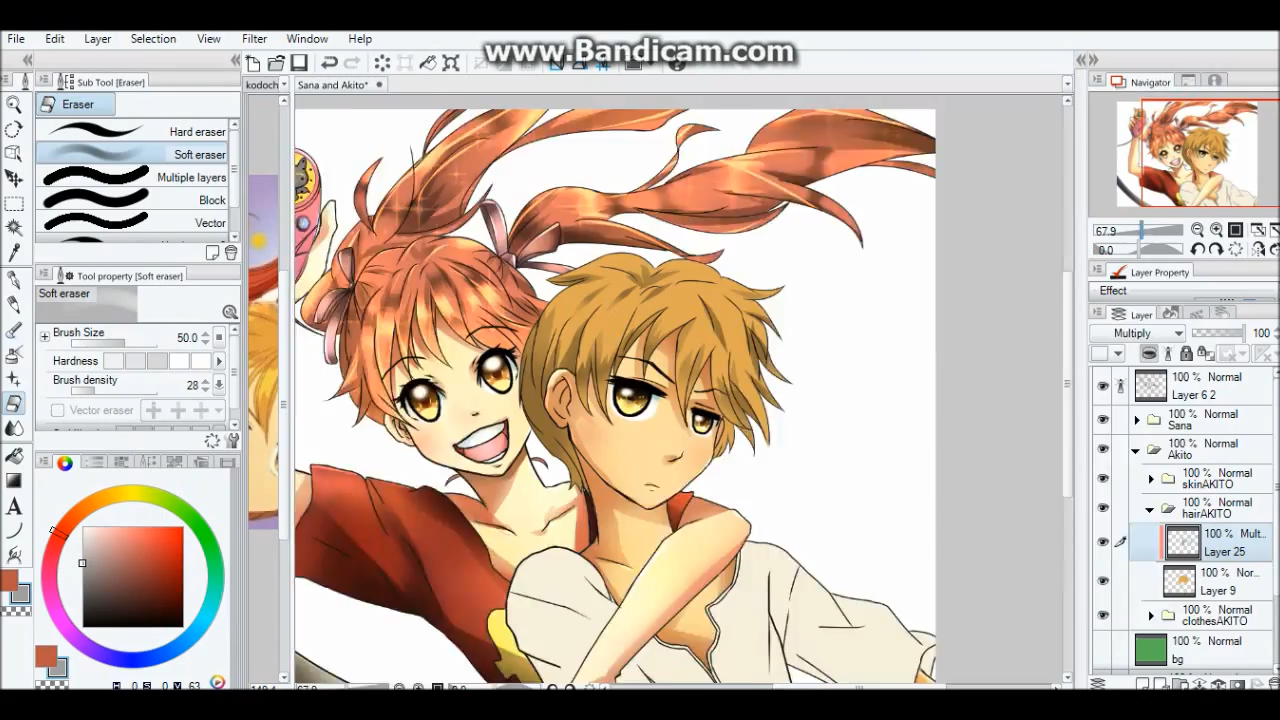 www.Bandicam.com
File Edit Layer Selection View Filter Window Help
Sub Tool [Eraser]
Eraser
Hard eraser
Soft eraser
Multiple layers
Block
Vector
Tool property [Soft eraser]
Soft eraser
Brush Size 50.0
Hardness
Brush density 28
Vector eraser
kodoch
Sana and Akito*
Navigator
67.9
0.0
Layer Property
Effect
Layer
Multiply 100
100 % Normal
Layer 6 2
100 % Normal
Sana
100 % Normal
Akito
100 % Normal
skinAKITO
100 % Normal
hairAKITO
100 % Mult...
Layer 25
100 % Nor...
Layer 9
100 % Normal
clothesAKITO
100 % Normal
bg